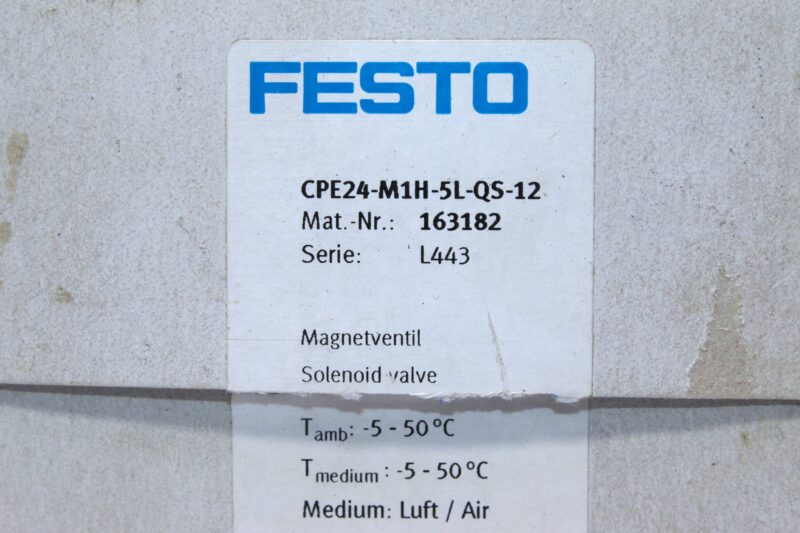 FESTO
CPE24-M1H-5L-QS-12
Mat.-Nr.: 163182
Serie: L443
Magnetventil
Solenoid valve
Tamb: -5 - 50 °C
Tmedium : -5 - 50 °C
Medium: Luft / Air